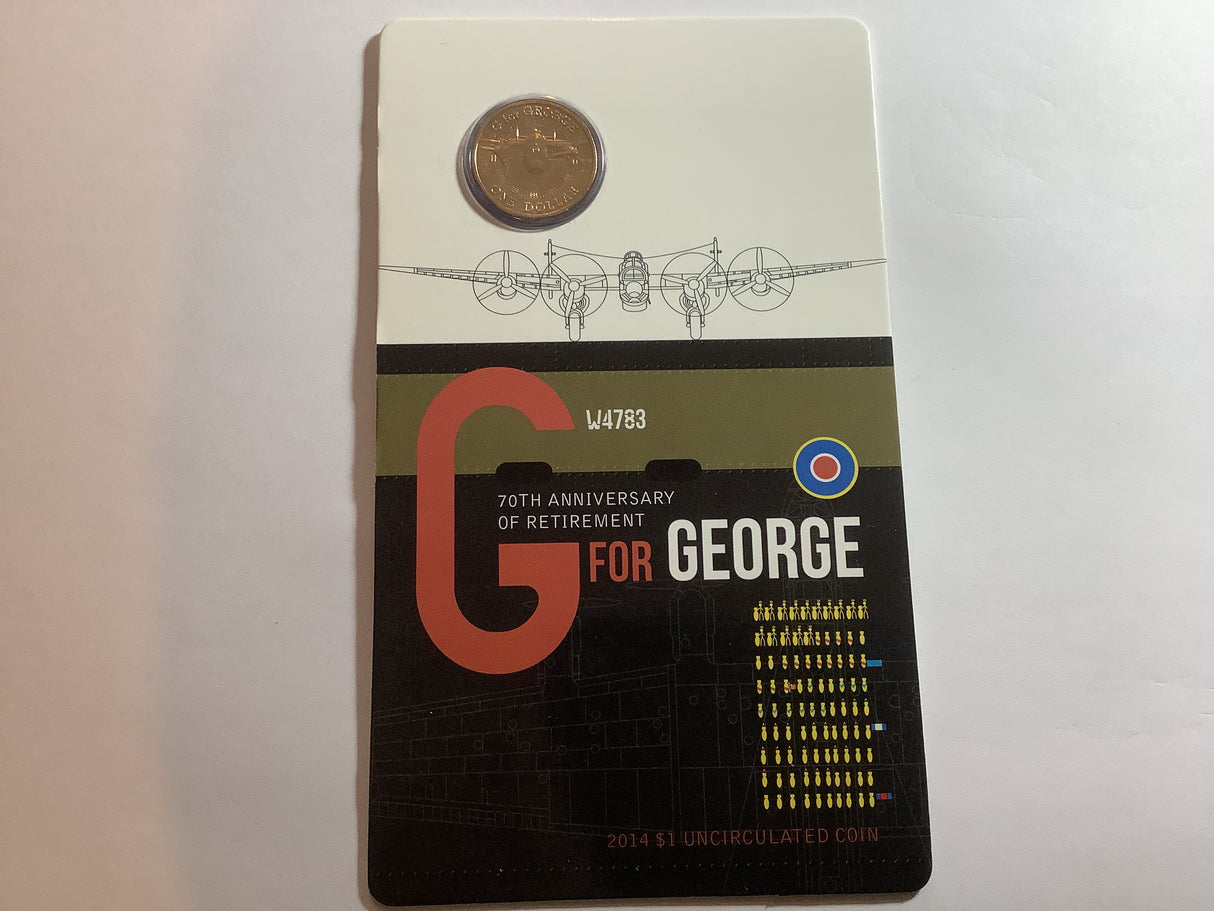 G for GEORGE
ONE DOLLAR
G
W4783
70TH ANNIVERSARY
OF RETIREMENT
FOR GEORGE
2014 $1 UNCIRCULATED COIN